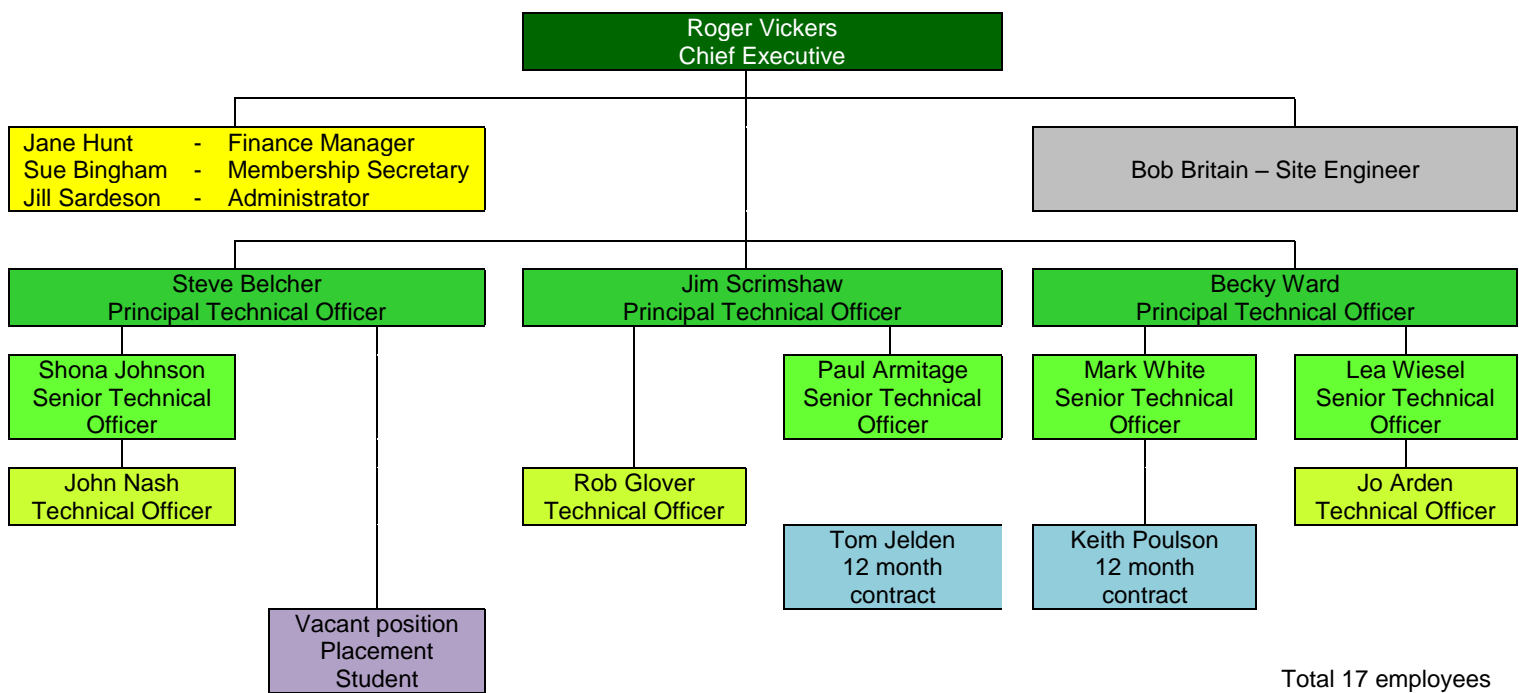 Roger Vickers
Chief Executive
Jane Hunt - Finance Manager
Sue Bingham - Membership Secretary
Jill Sardeson - Administrator
Bob Britain – Site Engineer
Steve Belcher
Principal Technical Officer
Jim Scrimshaw
Principal Technical Officer
Becky Ward
Principal Technical Officer
Shona Johnson
Senior Technical
Officer
Paul Armitage
Senior Technical
Officer
Mark White
Senior Technical
Officer
Lea Wiesel
Senior Technical
Officer
John Nash
Technical Officer
Rob Glover
Technical Officer
Jo Arden
Technical Officer
Tom Jelden
12 month
contract
Keith Poulson
12 month
contract
Vacant position
Placement
Student
Total 17 employees